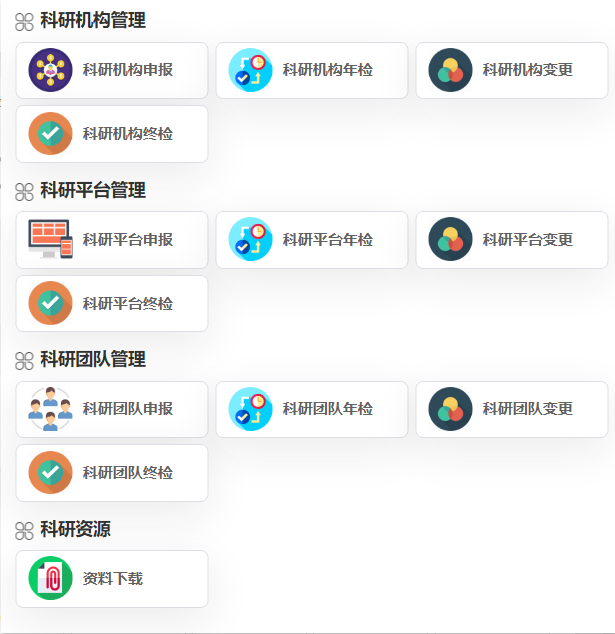 科研机构管理
科研机构申报 科研机构年检 科研机构变更
科研机构终检
科研平台管理
科研平台申报 科研平台年检 科研平台变更
科研平台终检
科研团队管理
科研团队申报 科研团队年检 科研团队变更
科研团队终检
科研资源
资料下载